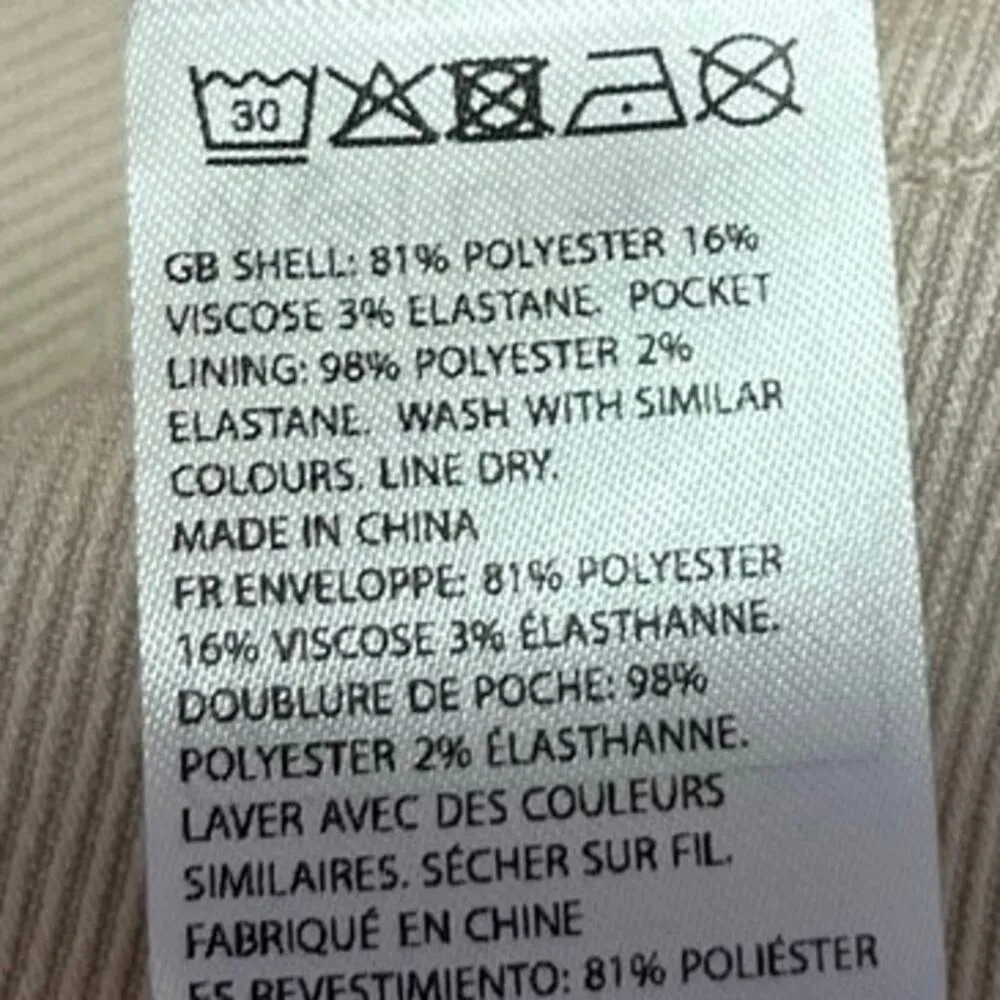 30
GB SHELL: 81% POLYESTER 16%
VISCOSE 3% ELASTANE. POCKET
LINING: 98% POLYESTER 2%
ELASTANE. WASH WITH SIMILAR
COLOURS. LINE DRY.
MADE IN CHINA
FR ENVELOPPE: 81% POLYESTER
16% VISCOSE 3% ÉLASTHANNE.
DOUBLURE DE POCHE: 98%
POLYESTER 2% ÉLASTHANNE.
LAVER AVEC DES COULEURS
SIMILAIRES. SÉCHER SUR FIL.
FABRIQUÉ EN CHINE
ES REVESTIMIENTO: 81% POLIÉSTER